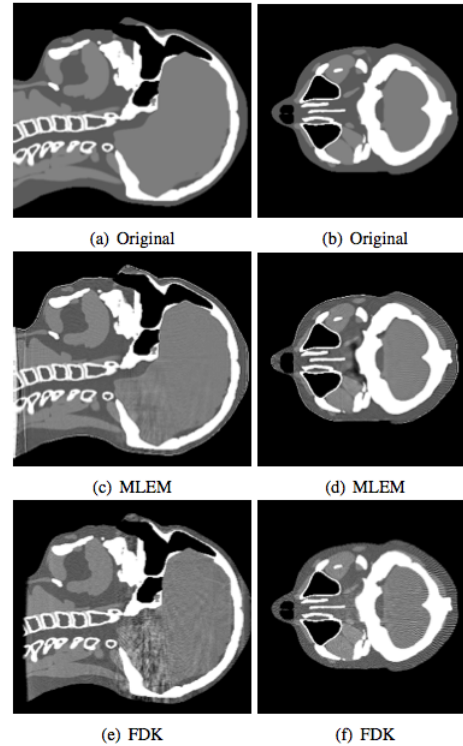 (a) Original
(b) Original
(c) MLEM
(d) MLEM
(e) FDK
(f) FDK